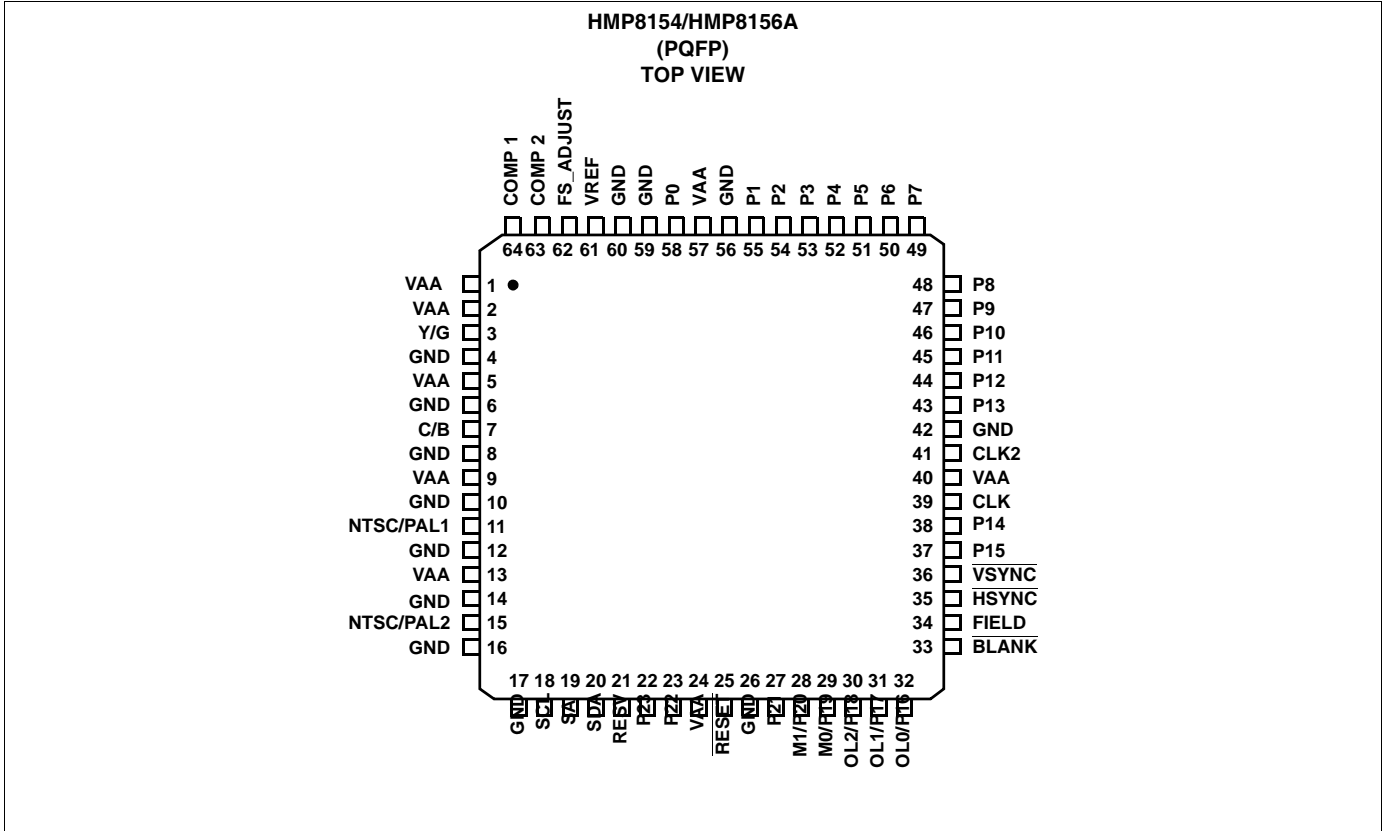 HMP8154/HMP8156A
(PQFP)
TOP VIEW
COMP 1
COMP 2
FS_ADJUST
VREF
GND
GND
P0
VAA
GND
P1
P2
P3
P4
P5
P6
P7
64 63 62 61 60 59 58 57 56 55 54 53 52 51 50 49
VAA 1
VAA 2
Y/G 3
GND 4
VAA 5
GND 6
C/B 7
GND 8
VAA 9
GND 10
NTSC/PAL1 11
GND 12
VAA 13
GND 14
NTSC/PAL2 15
GND 16
48 P8
47 P9
46 P10
45 P11
44 P12
43 P13
42 GND
41 CLK2
40 VAA
39 CLK
38 P14
37 P15
36 VSYNC
35 HSYNC
34 FIELD
33 BLANK
17 18 19 20 21 22 23 24 25 26 27 28 29 30 31 32
GND
SCL
SA
SDA
RESV
P23
P22
VAA
RESET
GND
P21
M1/P20
M0/P19
OL2/P18
OL1/P17
OL0/P16